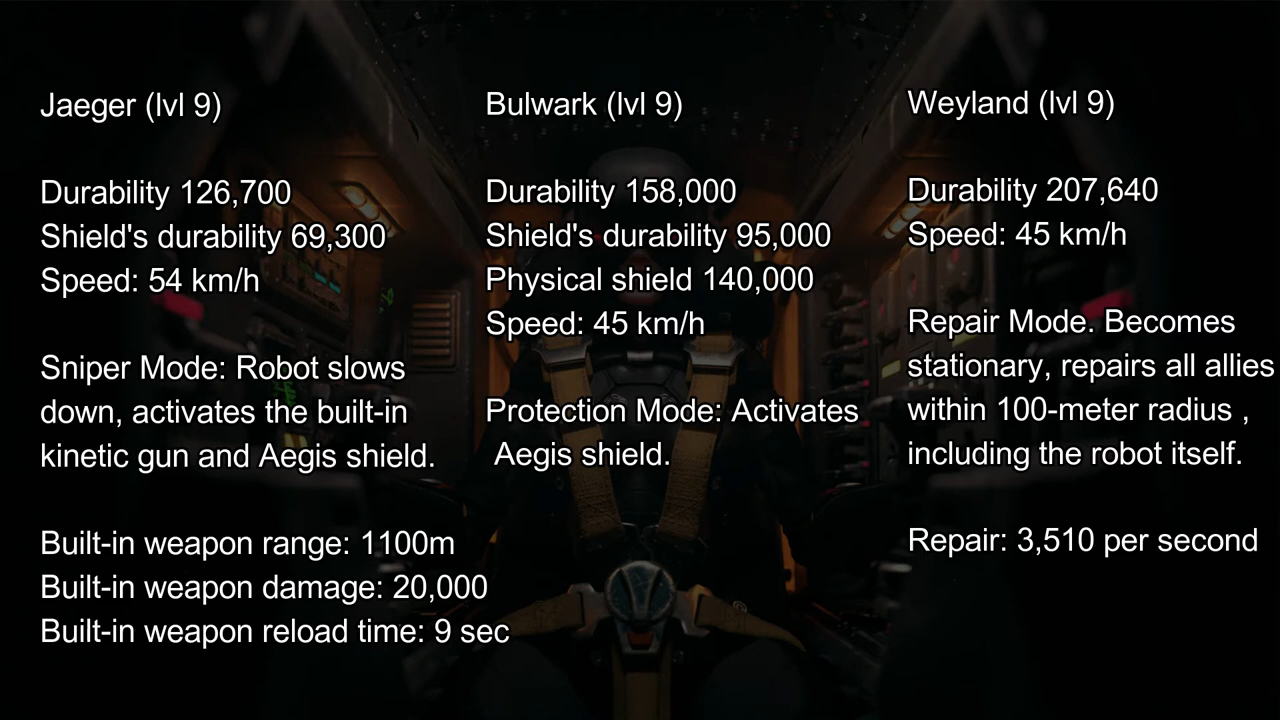 Jaeger (lvl 9)
Durability 126,700
Shield's durability 69,300
Speed: 54 km/h
Sniper Mode: Robot slows
down, activates the built-in
kinetic gun and Aegis shield.
Built-in weapon range: 1100m
Built-in weapon damage: 20,000
Built-in weapon reload time: 9 sec
Bulwark (lvl 9)
Durability 158,000
Shield's durability 95,000
Physical shield 140,000
Speed: 45 km/h
Protection Mode: Activates
Aegis shield.
Weyland (lvl 9)
Durability 207,640
Speed: 45 km/h
Repair Mode. Becomes
stationary, repairs all allies
within 100-meter radius ,
including the robot itself.
Repair: 3,510 per second